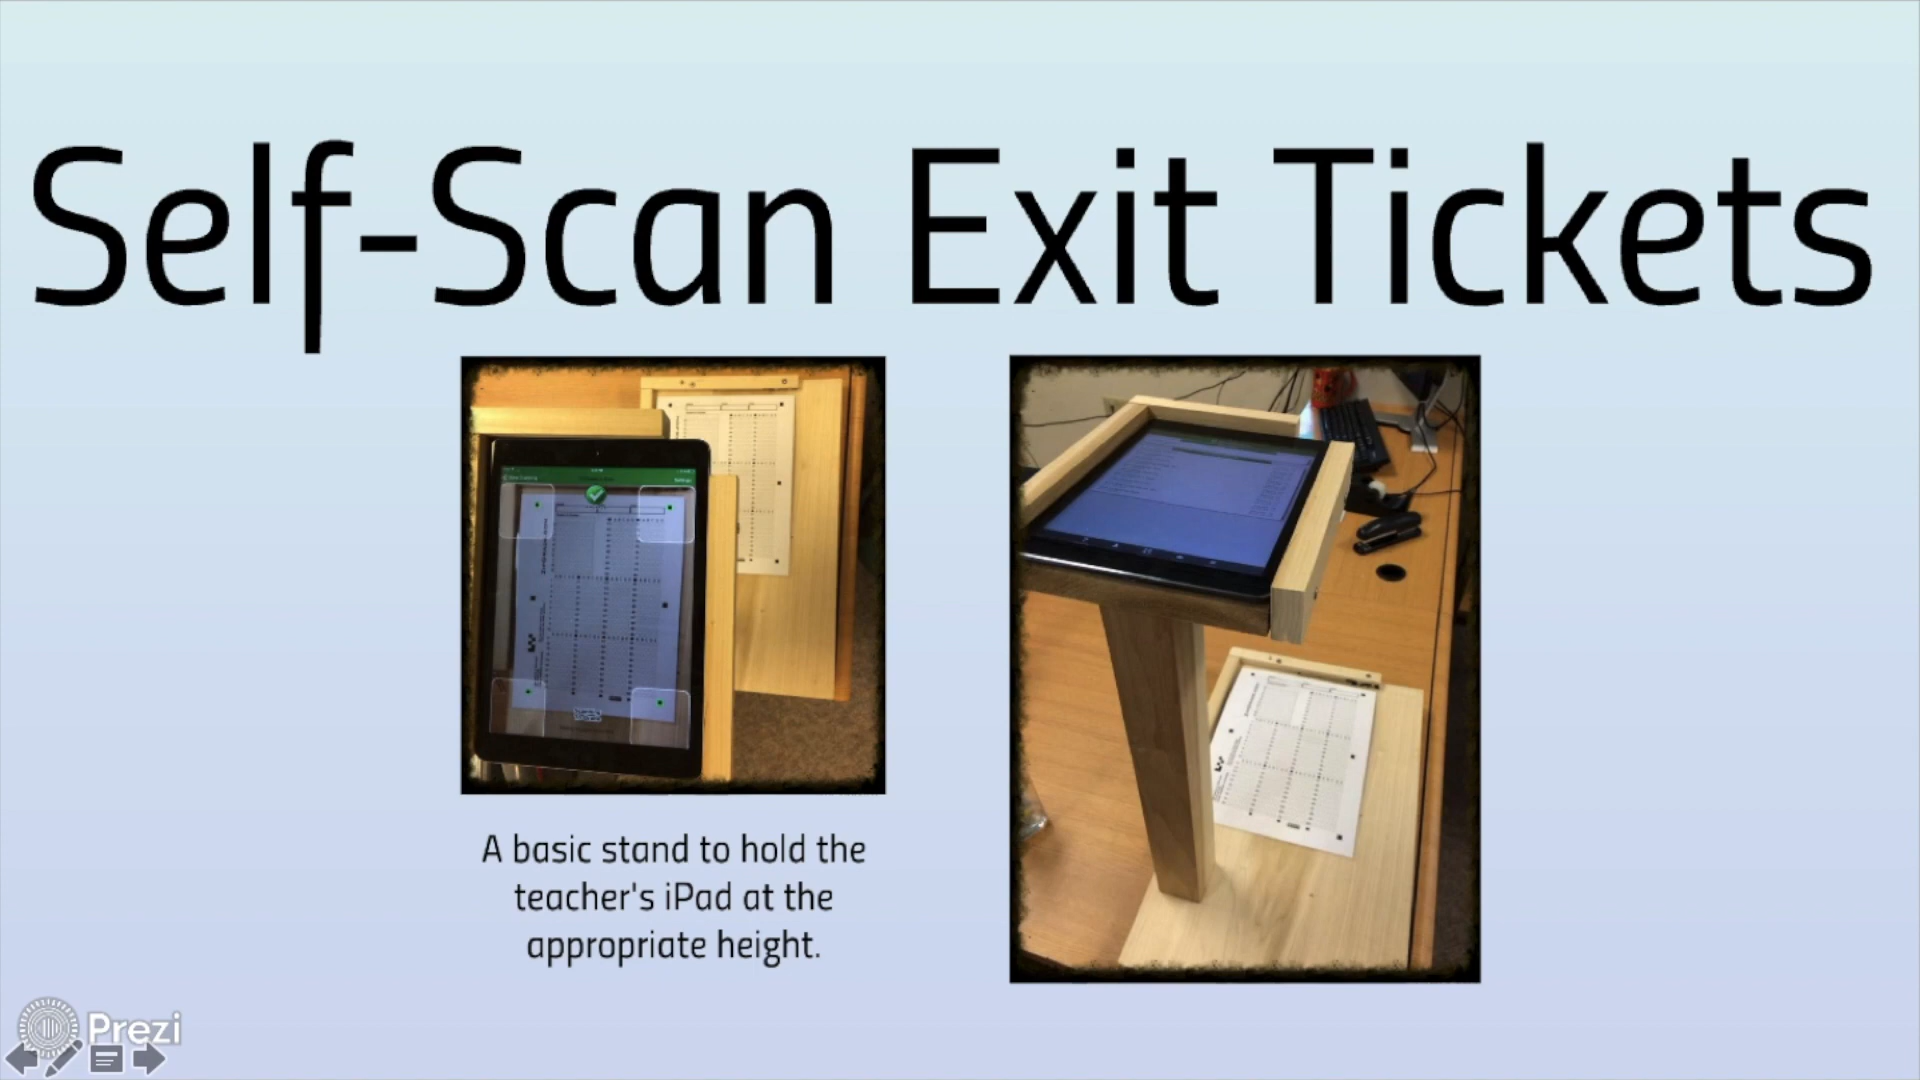 Self-Scan Exit Tickets
A basic stand to hold the
teacher's iPad at the
appropriate height.
Prezi